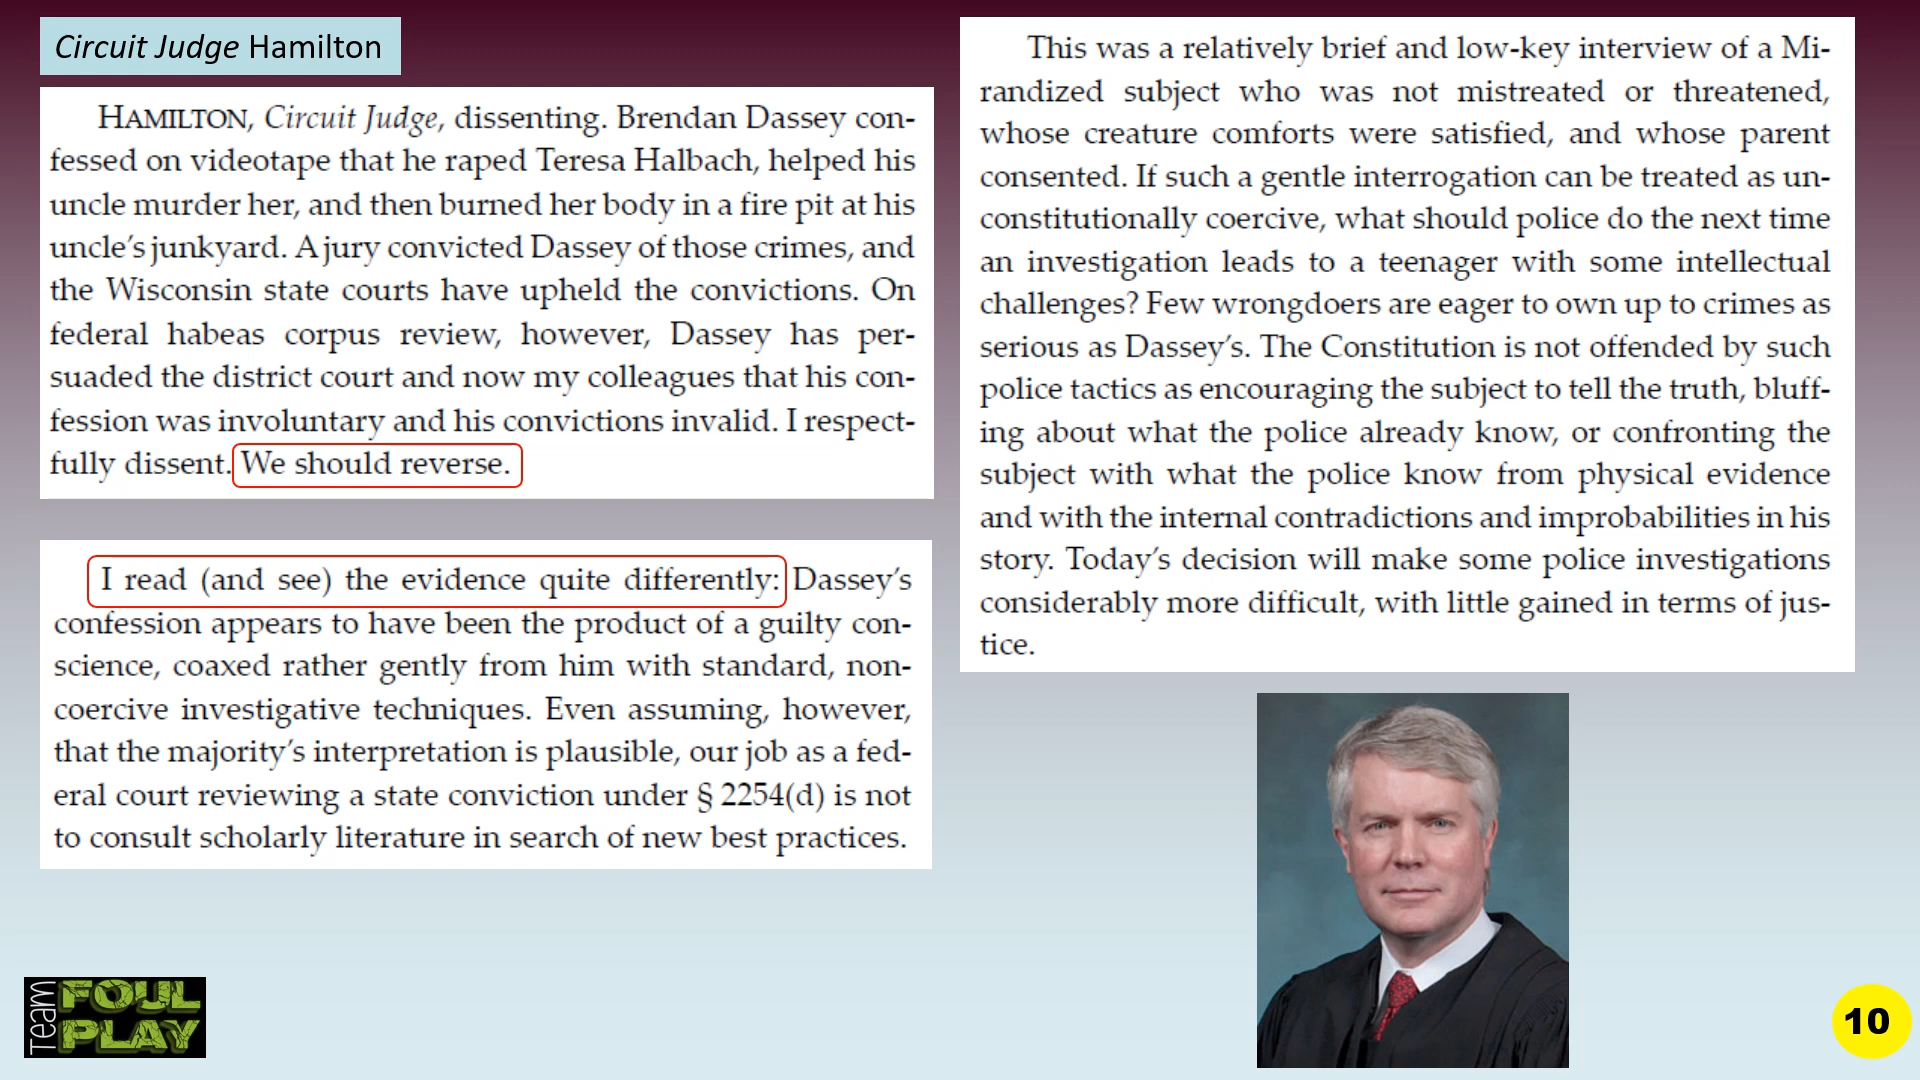 Circuit Judge Hamilton
HAMILTON, Circuit Judge, dissenting. Brendan Dassey con-
fessed on videotape that he raped Teresa Halbach, helped his
uncle murder her, and then burned her body in a fire pit at his
uncle's junkyard. A jury convicted Dassey of those crimes, and
the Wisconsin state courts have upheld the convictions. On
federal habeas corpus review, however, Dassey has per-
suaded the district court and now my colleagues that his con-
fession was involuntary and his convictions invalid. I respect-
fully dissent. We should reverse.
I read (and see) the evidence quite differently: Dassey's
confession appears to have been the product of a guilty con-
science, coaxed rather gently from him with standard, non-
coercive investigative techniques. Even assuming, however,
that the majority's interpretation is plausible, our job as a fed-
eral court reviewing a state conviction under § 2254(d) is not
to consult scholarly literature in search of new best practices.
This was a relatively brief and low-key interview of a Mi-
randized subject who was not mistreated or threatened,
whose creature comforts were satisfied, and whose parent
consented. If such a gentle interrogation can be treated as un-
constitutionally coercive, what should police do the next time
an investigation leads to a teenager with some intellectual
challenges? Few wrongdoers are eager to own up to crimes as
serious as Dassey's. The Constitution is not offended by such
police tactics as encouraging the subject to tell the truth, bluff-
ing about what the police already know, or confronting the
subject with what the police know from physical evidence
and with the internal contradictions and improbabilities in his
story. Today's decision will make some police investigations
considerably more difficult, with little gained in terms of jus-
tice.
Team
FOUL
PLAY
10